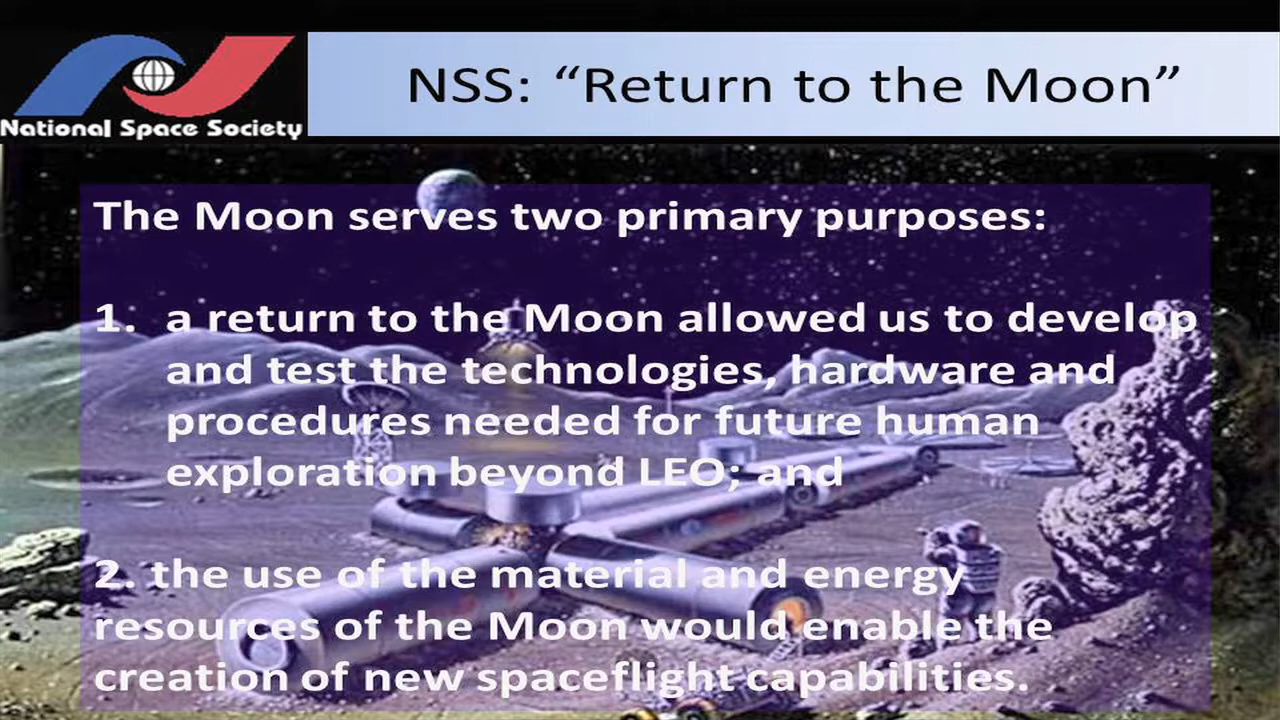 National Space Society
NSS: “Return to the Moon”
The Moon serves two primary purposes:
1. a return to the Moon allowed us to develop
and test the technologies, hardware and
procedures needed for future human
exploration beyond LEO; and
2. the use of the material and energy
resources of the Moon would enable the
creation of new spaceflight capabilities.